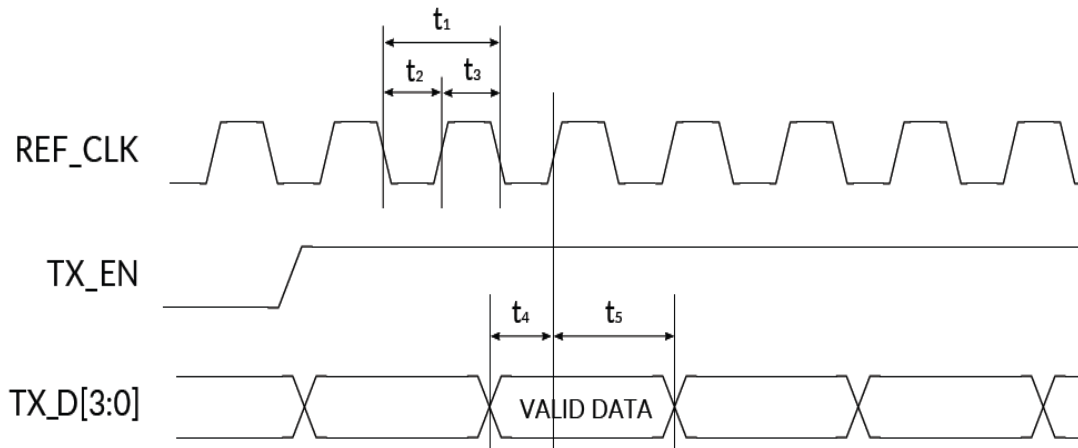 t1
t2 t3
REF_CLK
TX_EN
t4 t5
TX_D[3:0] VALID DATA